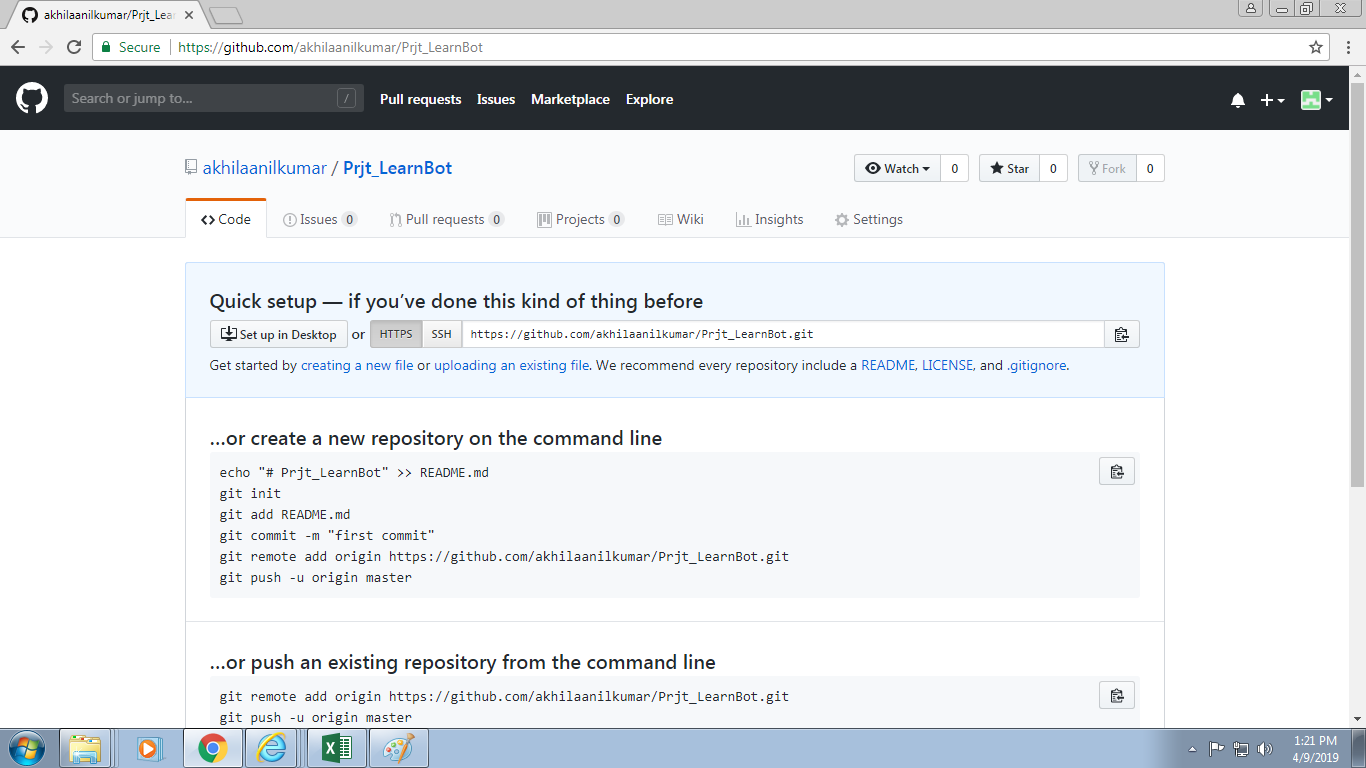 akhilaanilkumar/Prjt_Lear
Secure https://github.com/akhilaanilkumar/Prjt_LearnBot
Search or jump to... /
Pull requests Issues Marketplace Explore
akhilaanilkumar / Prjt_LearnBot
Watch 0 Star 0 Fork 0
Code Issues 0 Pull requests 0 Projects 0 Wiki Insights Settings
Quick setup — if you’ve done this kind of thing before
Set up in Desktop or HTTPS SSH https://github.com/akhilaanilkumar/Prjt_LearnBot.git
Get started by creating a new file or uploading an existing file. We recommend every repository include a README, LICENSE, and .gitignore.
…or create a new repository on the command line
echo "# Prjt_LearnBot" >> README.md
git init
git add README.md
git commit -m "first commit"
git remote add origin https://github.com/akhilaanilkumar/Prjt_LearnBot.git
git push -u origin master
…or push an existing repository from the command line
git remote add origin https://github.com/akhilaanilkumar/Prjt_LearnBot.git
git push -u origin master
1:21 PM
4/9/2019